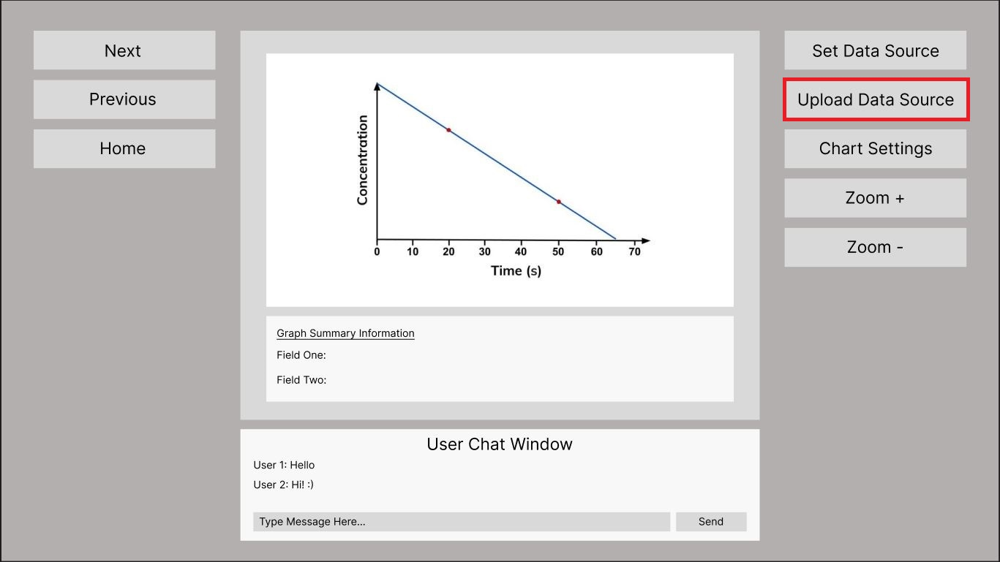 Next
Previous
Home
Concentration
0 10 20 30 40 50 60 70
Time (s)
Graph Summary Information
Field One:
Field Two:
User Chat Window
User 1: Hello
User 2: Hi! :)
Type Message Here...
Send
Set Data Source
Upload Data Source
Chart Settings
Zoom +
Zoom -